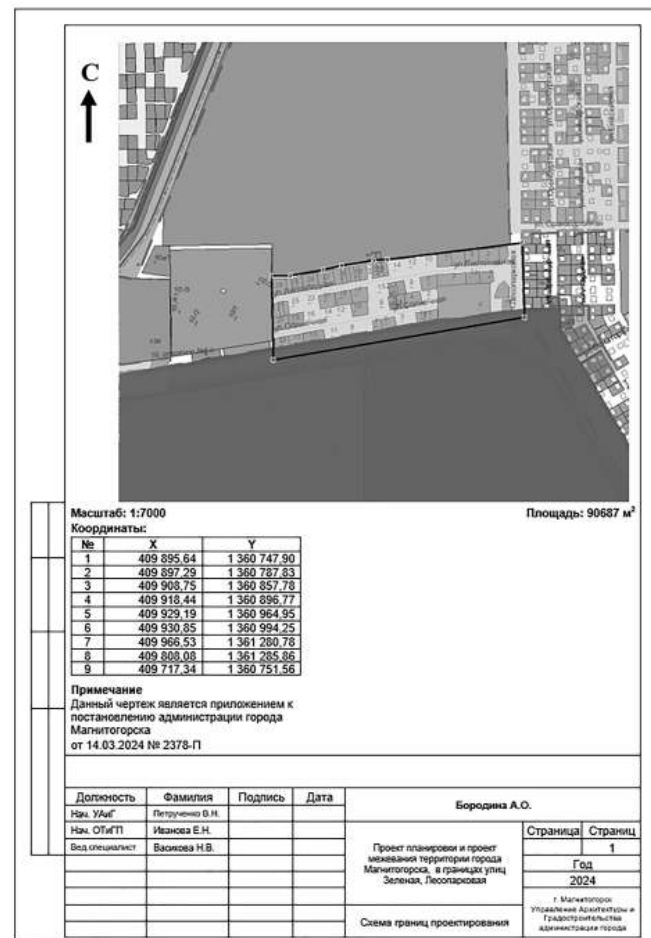 С
Масштаб: 1:7000
Площадь: 90687 м²
Координаты:
№ X Y
1 409 895,64 1 360 747,90
2 409 897,29 1 360 787,83
3 409 908,75 1 360 857,78
4 409 918,44 1 360 896,77
5 409 929,19 1 360 964,95
6 409 930,85 1 360 994,25
7 409 966,53 1 361 280,78
8 409 808,08 1 361 285,86
9 409 717,34 1 360 751,56
Примечание
Данный чертеж является приложением к
постановлению администрации города
Магнитогорска
от 14.03.2024 № 2378-П
Должность Фамилия Подпись Дата
Нач. УАиГ Петрученко В.Н.
Нач. ОТиГП Иванова Е.Н.
Вед.специалист Васикова Н.В.
Бородина А.О.
Проект планировки и проект
межевания территории города
Магнитогорска, в границах улиц
Зеленая, Лесопарковая
Схема границ проектирования
Страница Страниц
1
Год
2024
г. Магнитогорск
Управление Архитектуры и
Градостроительства
администрации города